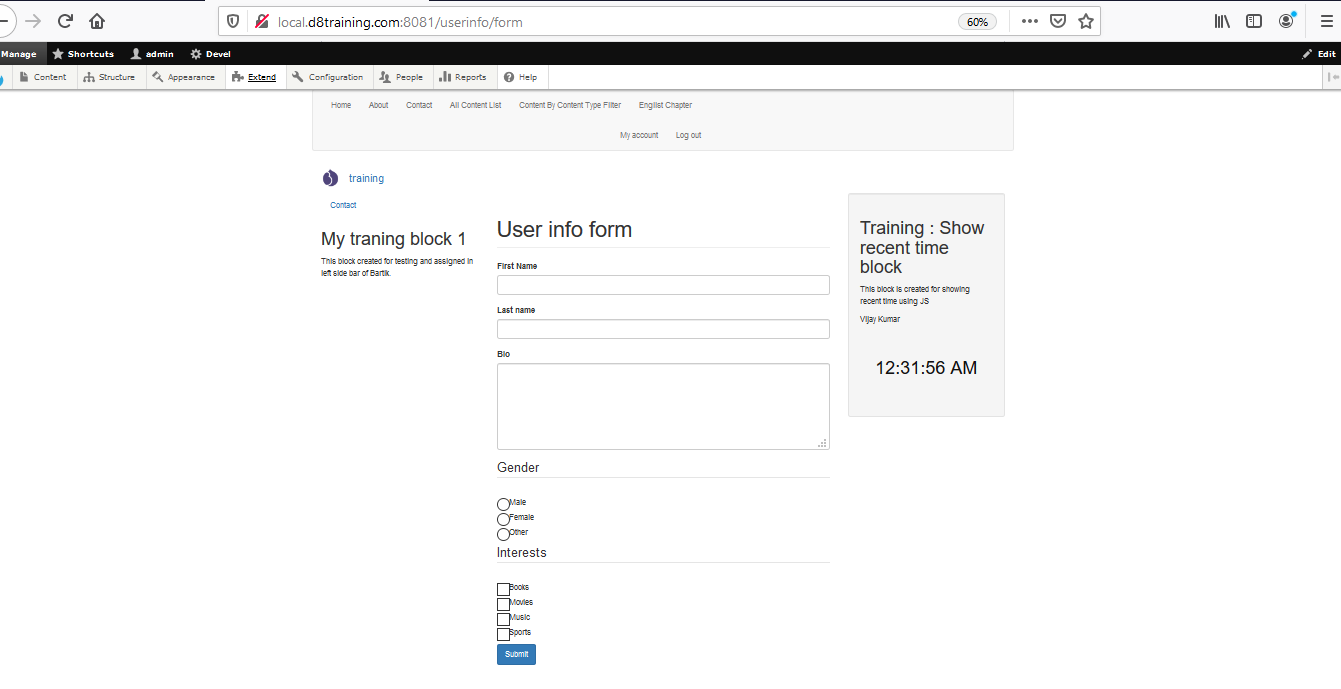 local.d8training.com:8081/userinfo/form
60%
Manage Shortcuts admin Devel Edit
Content Structure Appearance Extend Configuration People Reports Help
Home About Contact All Content List Content By Content Type Filter Englist Chapter
My account Log out
training
Contact
My traning block 1
This block created for testing and assigned in
left side bar of Bartik.
User info form
First Name
Last name
Bio
Gender
Male
Female
Other
Interests
Books
Movies
Music
Sports
Submit
Training : Show
recent time
block
This block is created for showing
recent time using JS
Vijay Kumar
12:31:56 AM